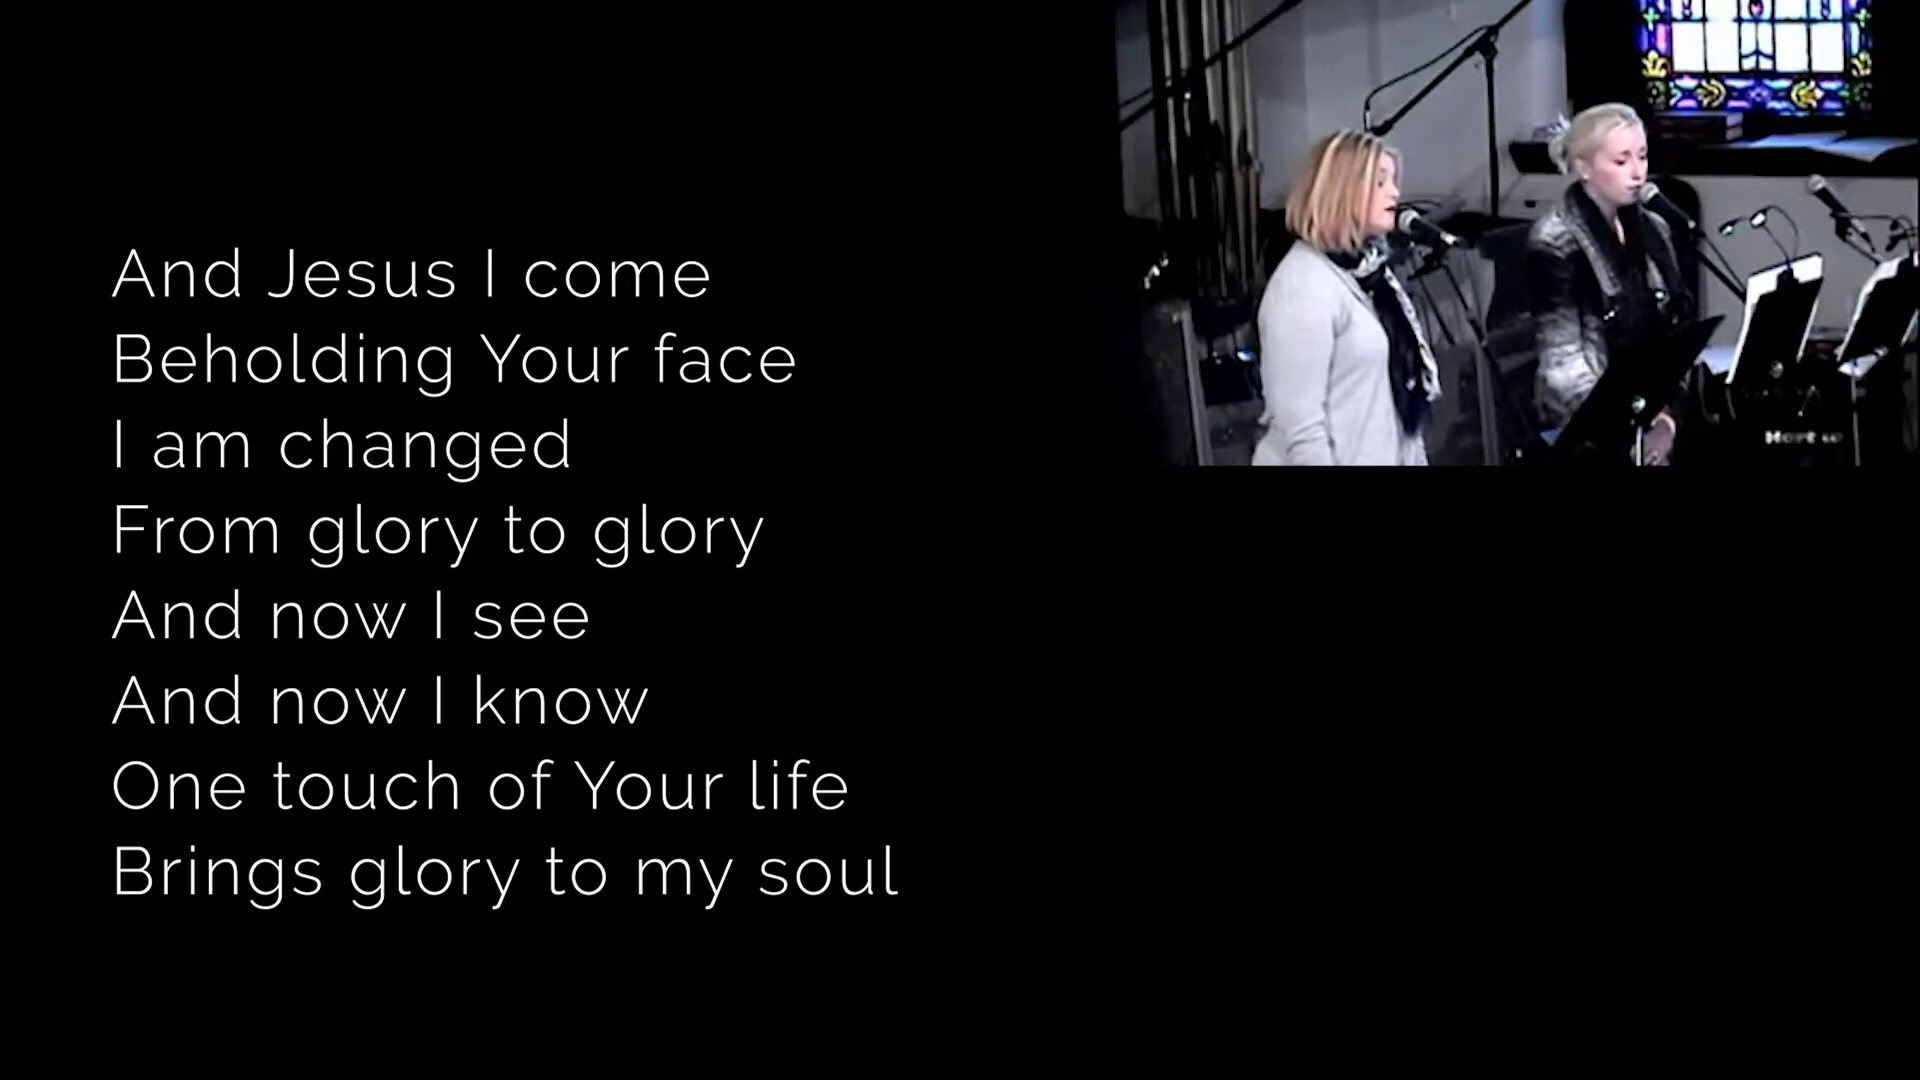 And Jesus I come
Beholding Your face
I am changed
From glory to glory
And now I see
And now I know
One touch of Your life
Brings glory to my soul